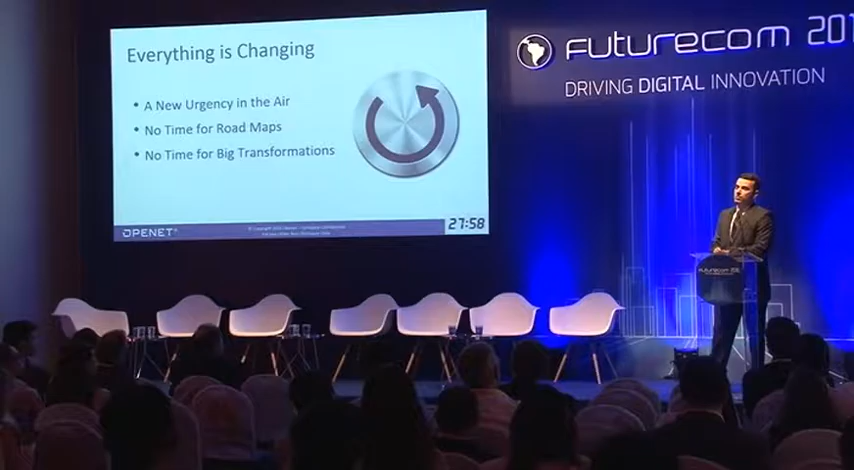 Everything is Changing
• A New Urgency in the Air
• No Time for Road Maps
• No Time for Big Transformations
OPENET
27:58
Futurecom 201
DRIVING DIGITAL INNOVATION
Futurecom